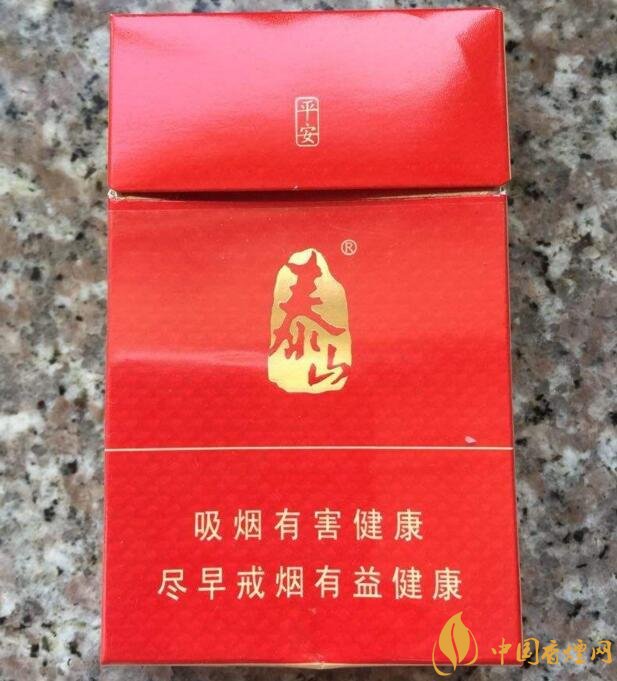 平安
泰山®
吸烟有害健康
尽早戒烟有益健康
中国香烟网